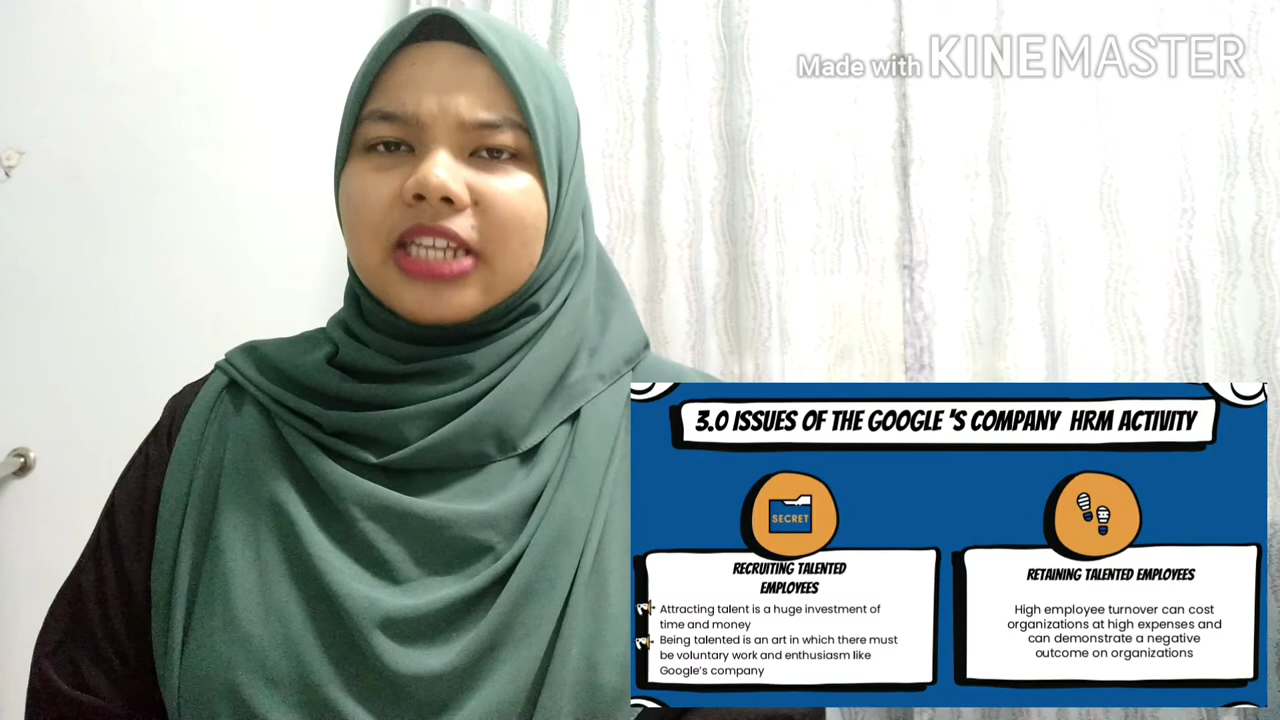 Made with KINEMASTER
3.0 ISSUES OF THE GOOGLE 'S COMPANY HRM ACTIVITY
SECRET
RECRUITING TALENTED
EMPLOYEES
Attracting talent is a huge investment of
time and money
Being talented is an art in which there must
be voluntary work and enthusiasm like
Google's company
RETAINING TALENTED EMPLOYEES
High employee turnover can cost
organizations at high expenses and
can demonstrate a negative
outcome on organizations